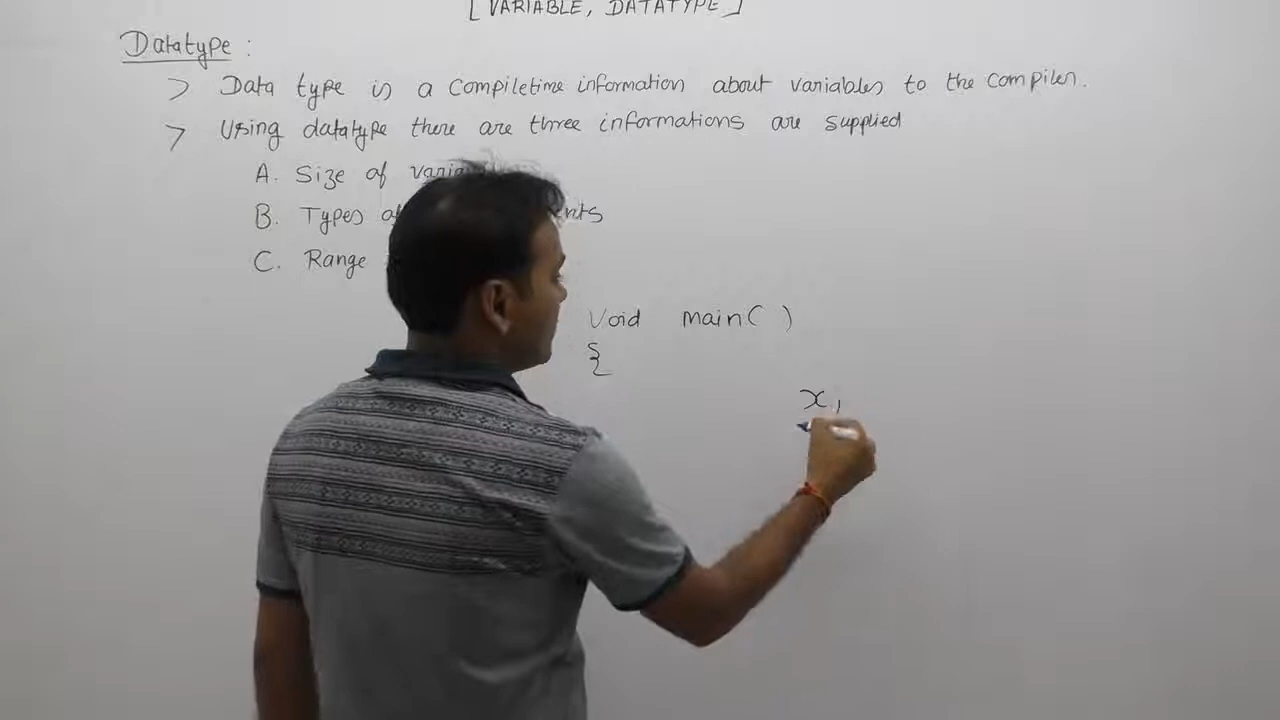 [VARIABLE, DATATYPE]
Datatype :
> Data type is a compiletime information about variables to the compiler.
> Using datatype there are three informations are supplied
A. Size of
B. Types
C. Range
Void main( )
{
x,